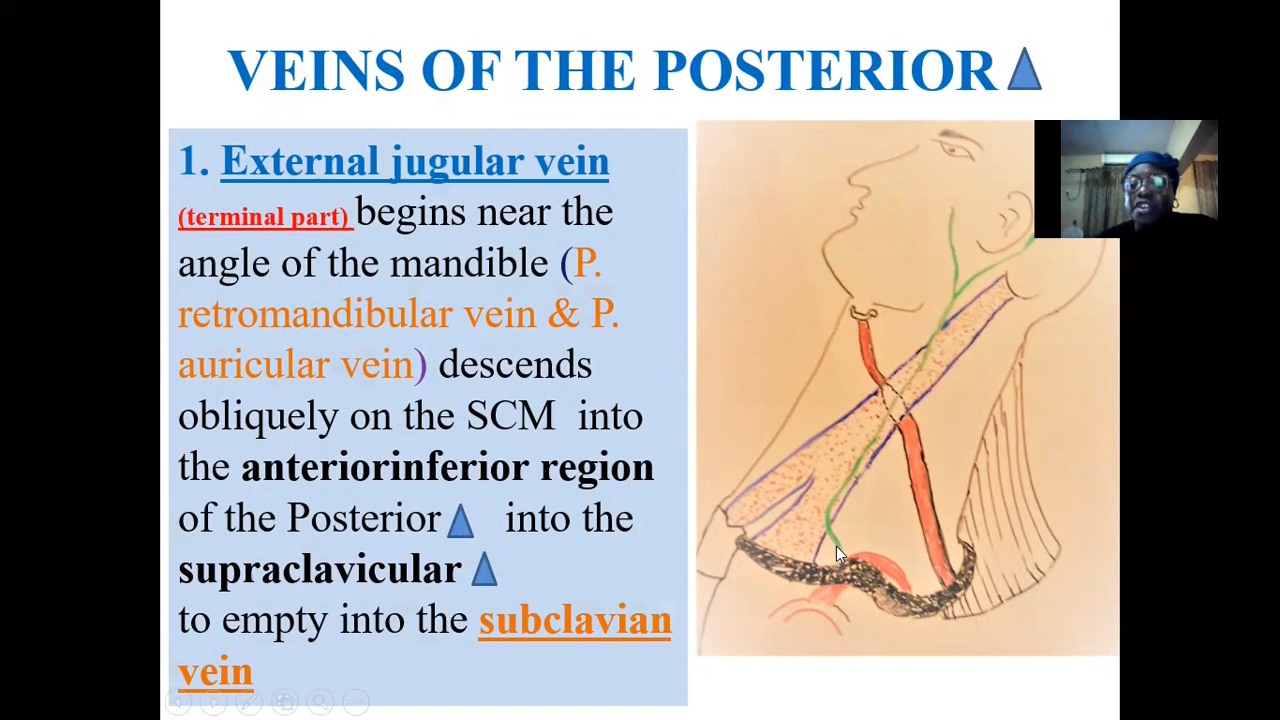 VEINS OF THE POSTERIOR
1. External jugular vein
(terminal part) begins near the
angle of the mandible (P.
retromandibular vein & P.
auricular vein) descends
obliquely on the SCM into
the anteriorinferior region
of the Posterior into the
supraclavicular
to empty into the subclavian
vein